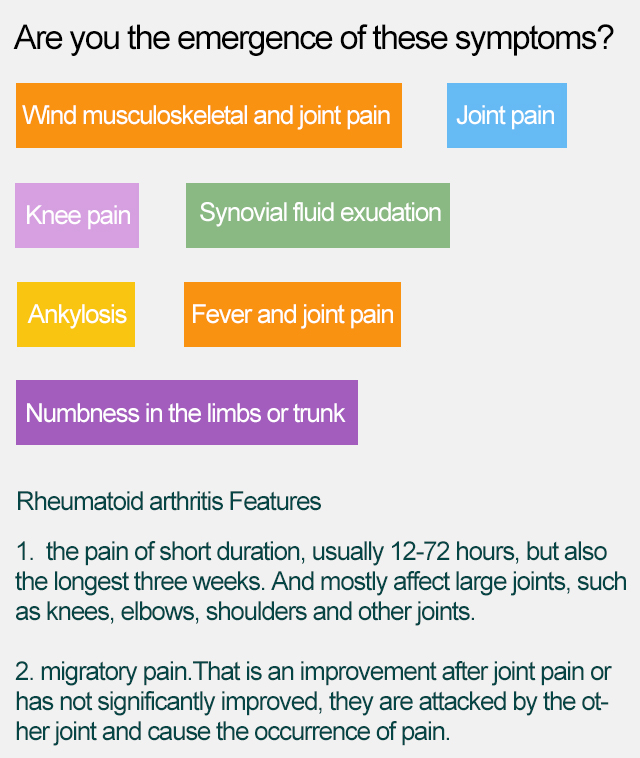 Are you the emergence of these symptoms?
Wind musculoskeletal and joint pain
Joint pain
Knee pain
Synovial fluid exudation
Ankylosis
Fever and joint pain
Numbness in the limbs or trunk
Rheumatoid arthritis Features
1.  the pain of short duration, usually 12-72 hours, but also
the longest three weeks. And mostly affect large joints, such
as knees, elbows, shoulders and other joints.
2. migratory pain.That is an improvement after joint pain or
has not significantly improved, they are attacked by the ot-
her joint and cause the occurrence of pain.